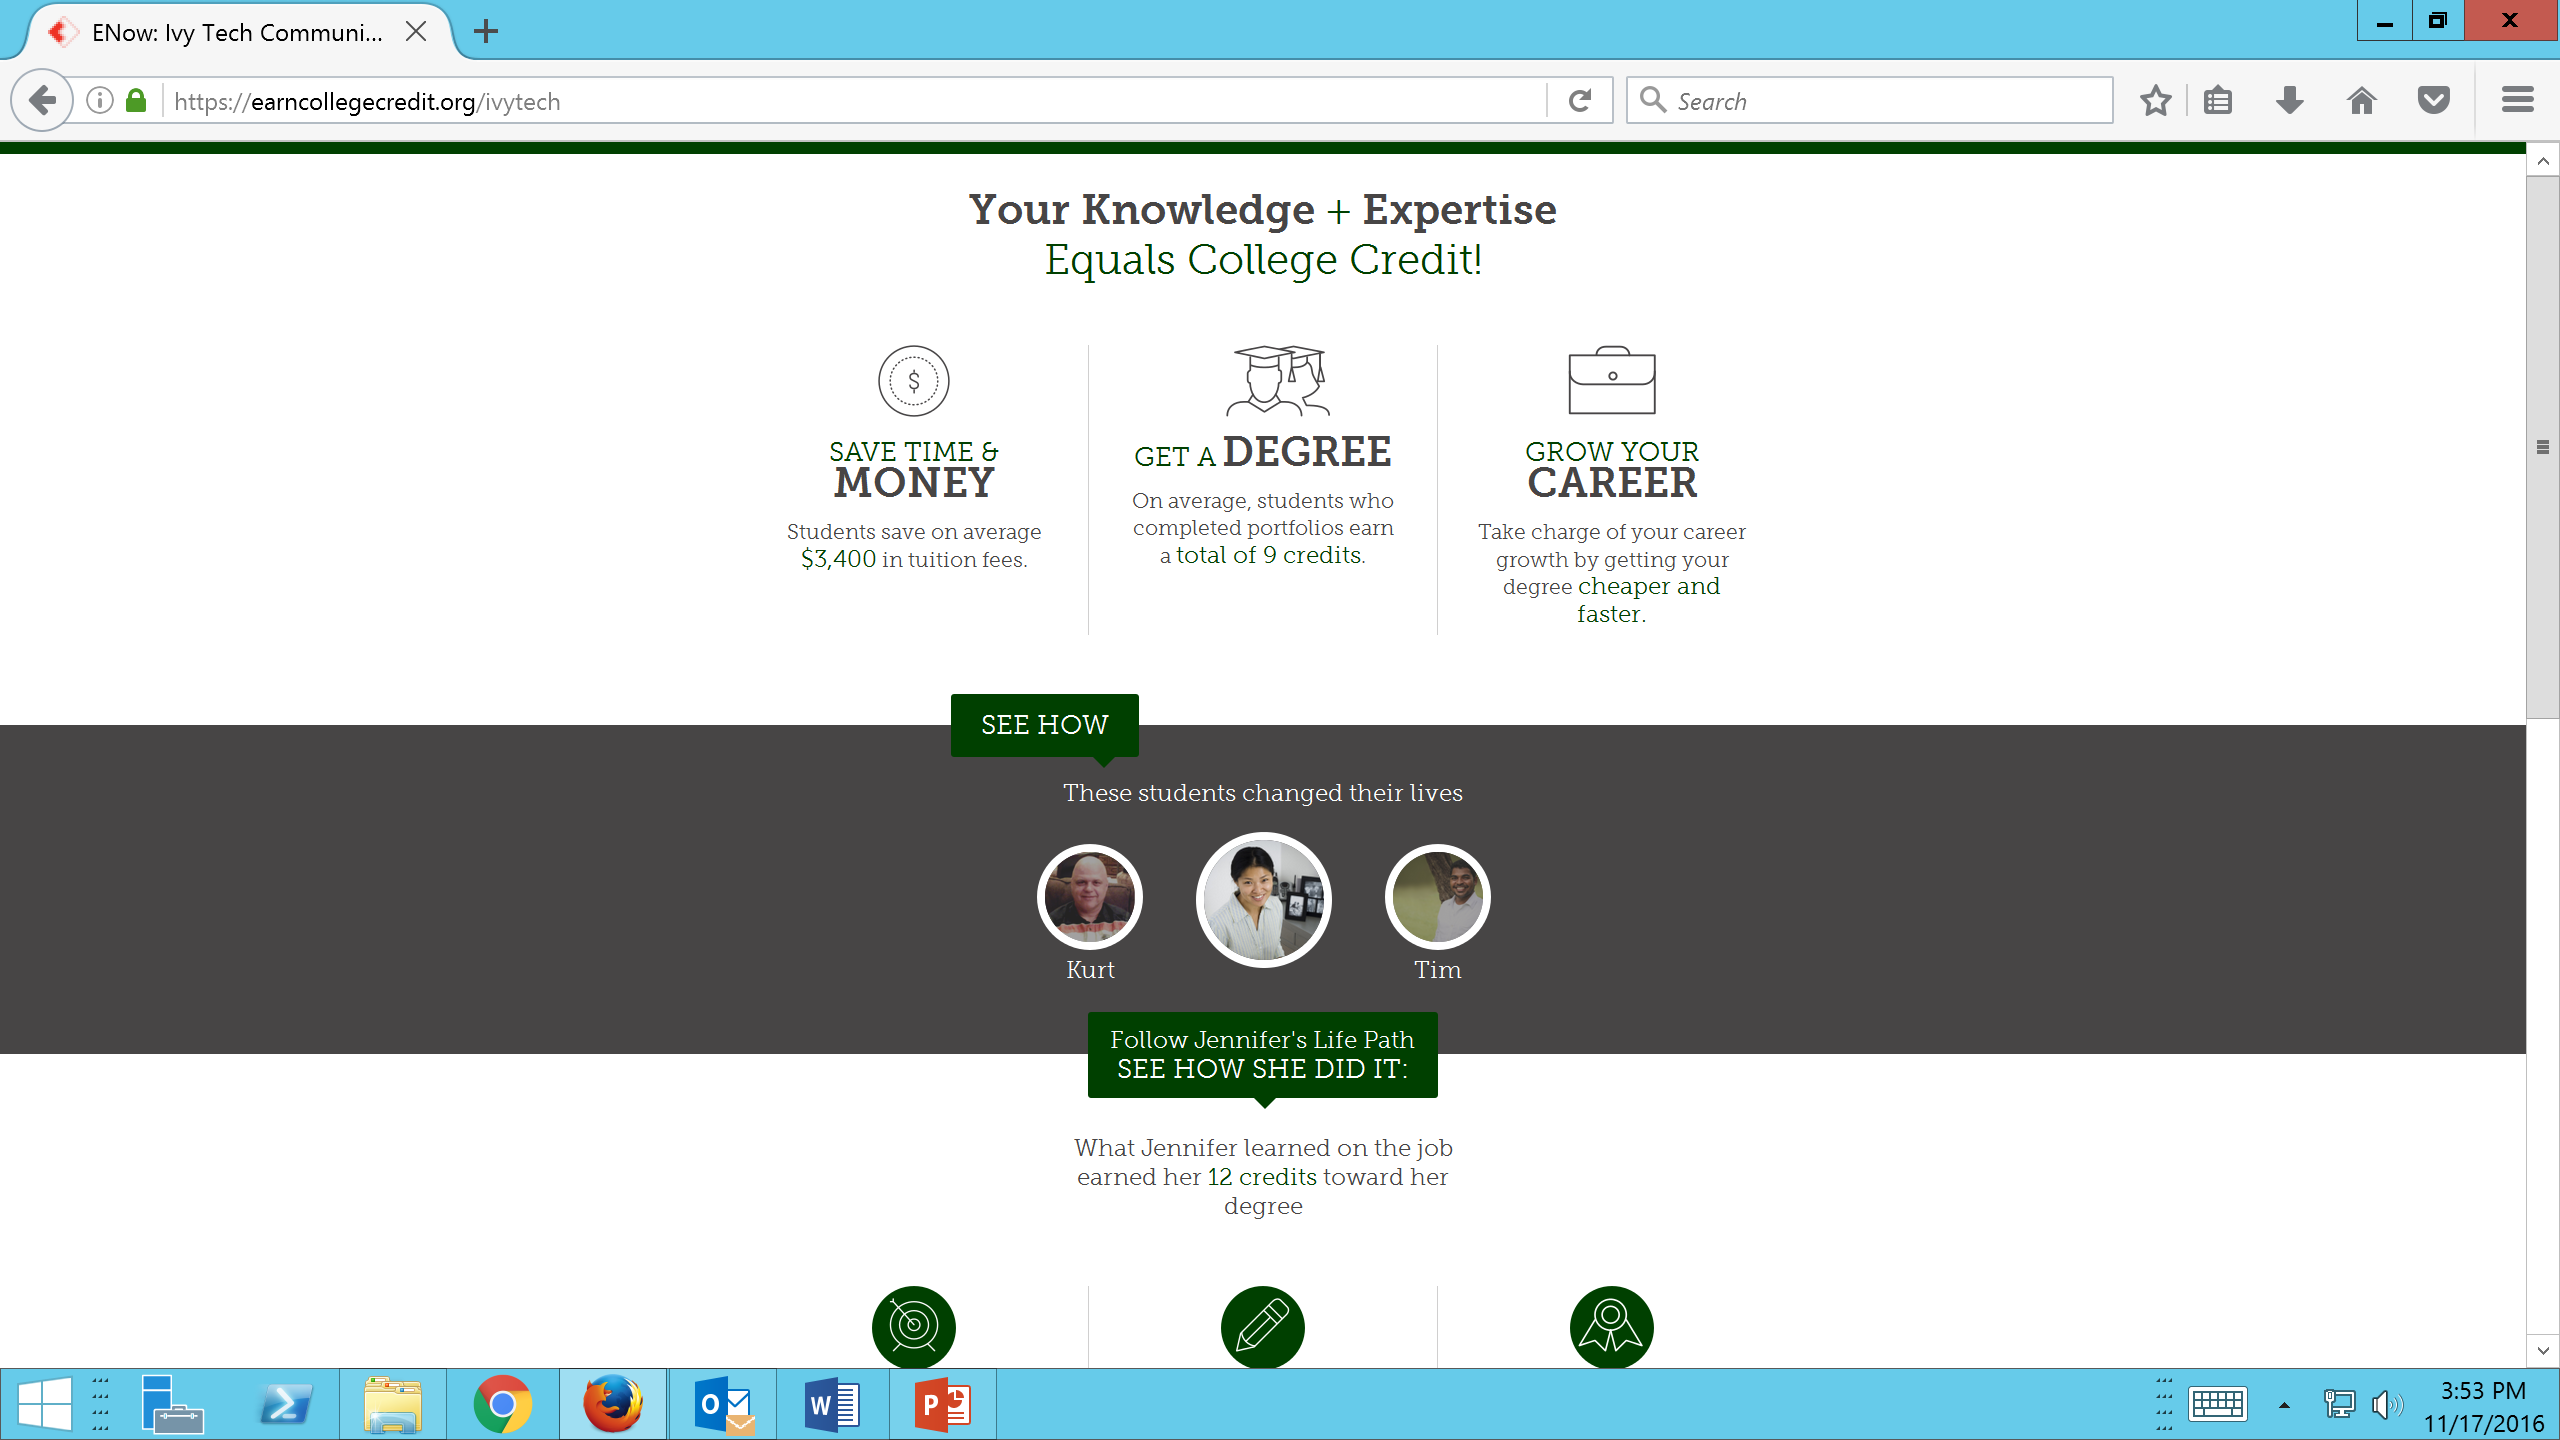 ENow: Ivy Tech Communi...
https://earncollegecredit.org/ivytech
Search
Your Knowledge + Expertise
Equals College Credit!
$
SAVE TIME &
MONEY
Students save on average
$3,400 in tuition fees.
GET A DEGREE
On average, students who
completed portfolios earn
a total of 9 credits.
GROW YOUR
CAREER
Take charge of your career
growth by getting your
degree cheaper and
faster.
SEE HOW
These students changed their lives
Kurt
Tim
Follow Jennifer's Life Path
SEE HOW SHE DID IT:
What Jennifer learned on the job
earned her 12 credits toward her
degree
3:53 PM
11/17/2016